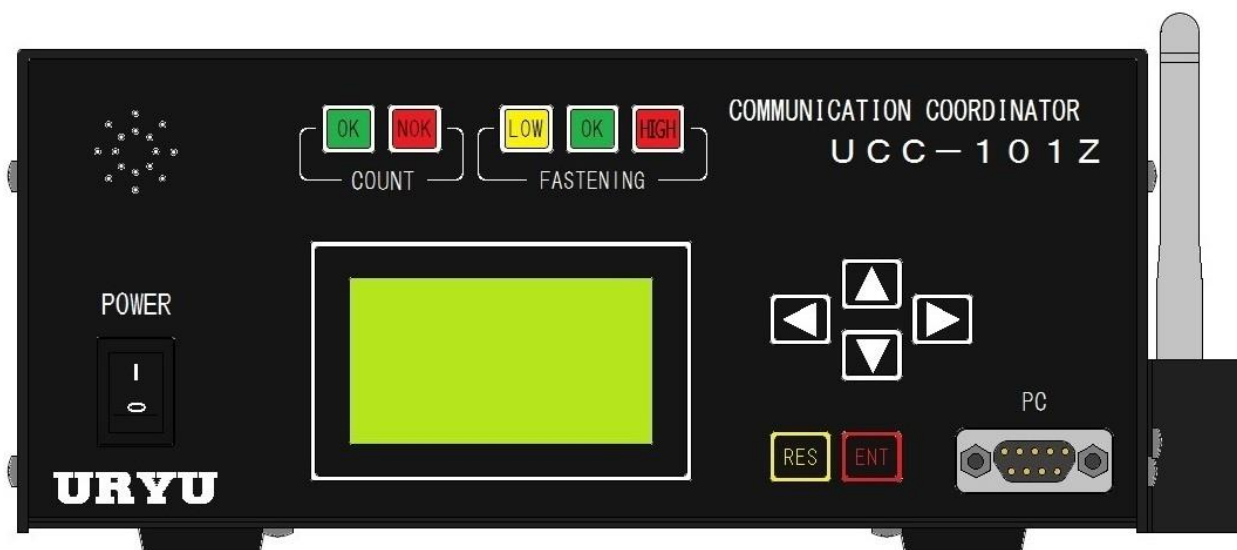 OK NOK LOW OK HIGH
COUNT FASTENING
COMMUNICATION COORDINATOR
UCC-101Z
POWER
PC
RES ENT
URYU